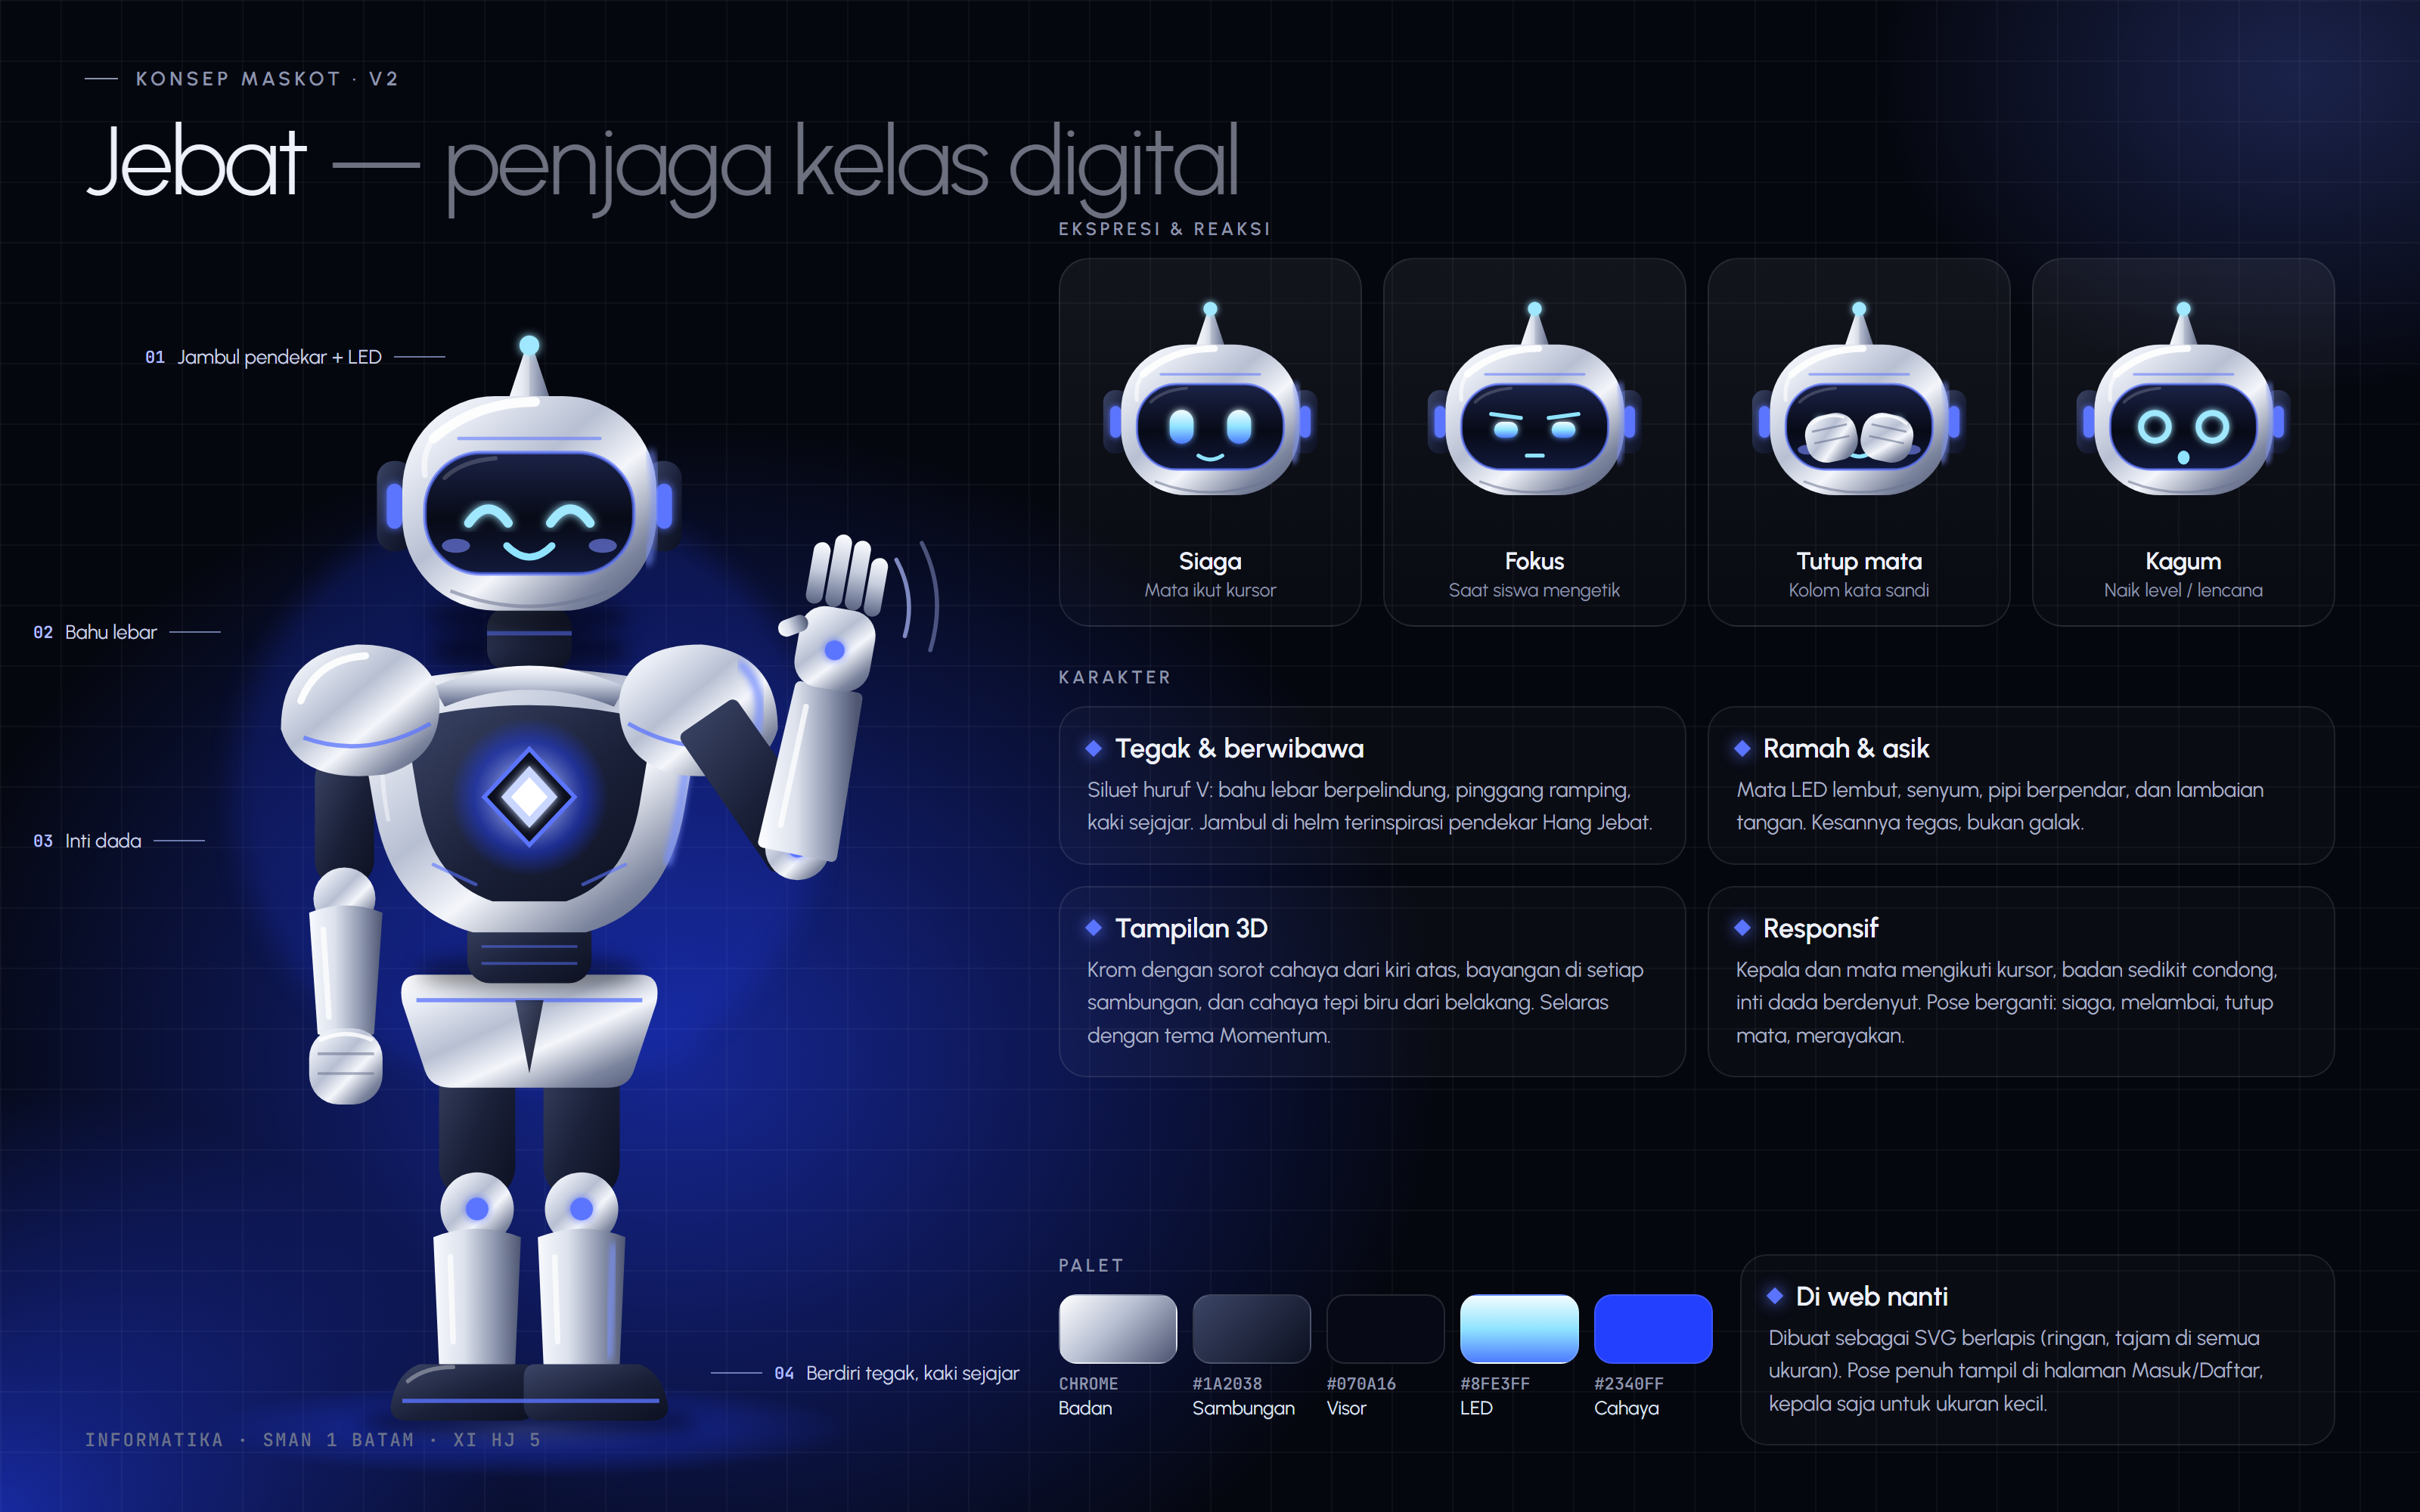 KONSEP MASKOT · V2
Jebat — penjaga kelas digital
01 Jambul pendekar + LED
02 Bahu lebar
03 Inti dada
04 Berdiri tegak, kaki sejajar
INFORMATIKA · SMAN 1 BATAM · XI HJ 5
EKSPRESI & REAKSI
Siaga
Mata ikut kursor
Fokus
Saat siswa mengetik
Tutup mata
Kolom kata sandi
Kagum
Naik level / lencana
KARAKTER
Tegak & berwibawa
Siluet huruf V: bahu lebar berpelindung, pinggang ramping,
kaki sejajar. Jambul di helm terinspirasi pendekar Hang Jebat.
Ramah & asik
Mata LED lembut, senyum, pipi berpendar, dan lambaian
tangan. Kesannya tegas, bukan galak.
Tampilan 3D
Krom dengan sorot cahaya dari kiri atas, bayangan di setiap
sambungan, dan cahaya tepi biru dari belakang. Selaras
dengan tema Momentum.
Responsif
Kepala dan mata mengikuti kursor, badan sedikit condong,
inti dada berdenyut. Pose berganti: siaga, melambai, tutup
mata, merayakan.
PALET
CHROME
Badan
#1A2038
Sambungan
#070A16
Visor
#8FE3FF
LED
#2340FF
Cahaya
Di web nanti
Dibuat sebagai SVG berlapis (ringan, tajam di semua
ukuran). Pose penuh tampil di halaman Masuk/Daftar,
kepala saja untuk ukuran kecil.